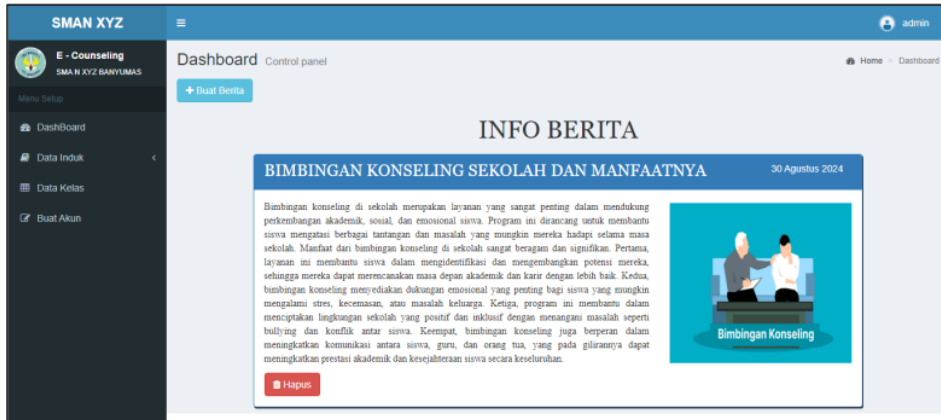 SMAN XYZ
admin
E - Counseling
SMA N XYZ BANYUMAS
Menu Setup
DashBoard
Data Induk
Data Kelas
Buat Akun
Dashboard Control panel
Home > Dashboard
+ Buat Berita
INFO BERITA
BIMBINGAN KONSELING SEKOLAH DAN MANFAATNYA
30 Agustus 2024
Bimbingan konseling di sekolah merupakan layanan yang sangat penting dalam mendukung
perkembangan akademik, sosial, dan emosional siswa. Program ini dirancang untuk membantu
siswa mengatasi berbagai tantangan dan masalah yang mungkin mereka hadapi selama masa
sekolah. Manfaat dari bimbingan konseling di sekolah sangat beragam dan signifikan. Pertama,
layanan ini membantu siswa dalam mengidentifikasi dan mengembangkan potensi mereka,
sehingga mereka dapat merencanakan masa depan akademik dan karir dengan lebih baik. Kedua,
bimbingan konseling menyediakan dukungan emosional yang penting bagi siswa yang mungkin
mengalami stres, kecemasan, atau masalah keluarga. Ketiga, program ini membantu dalam
menciptakan lingkungan sekolah yang positif dan inklusif dengan menangani masalah seperti
bullying dan konflik antar siswa. Keempat, bimbingan konseling juga berperan dalam
meningkatkan komunikasi antara siswa, guru, dan orang tua, yang pada gilirannya dapat
meningkatkan prestasi akademik dan kesejahteraan siswa secara keseluruhan.
Bimbingan Konseling
Hapus